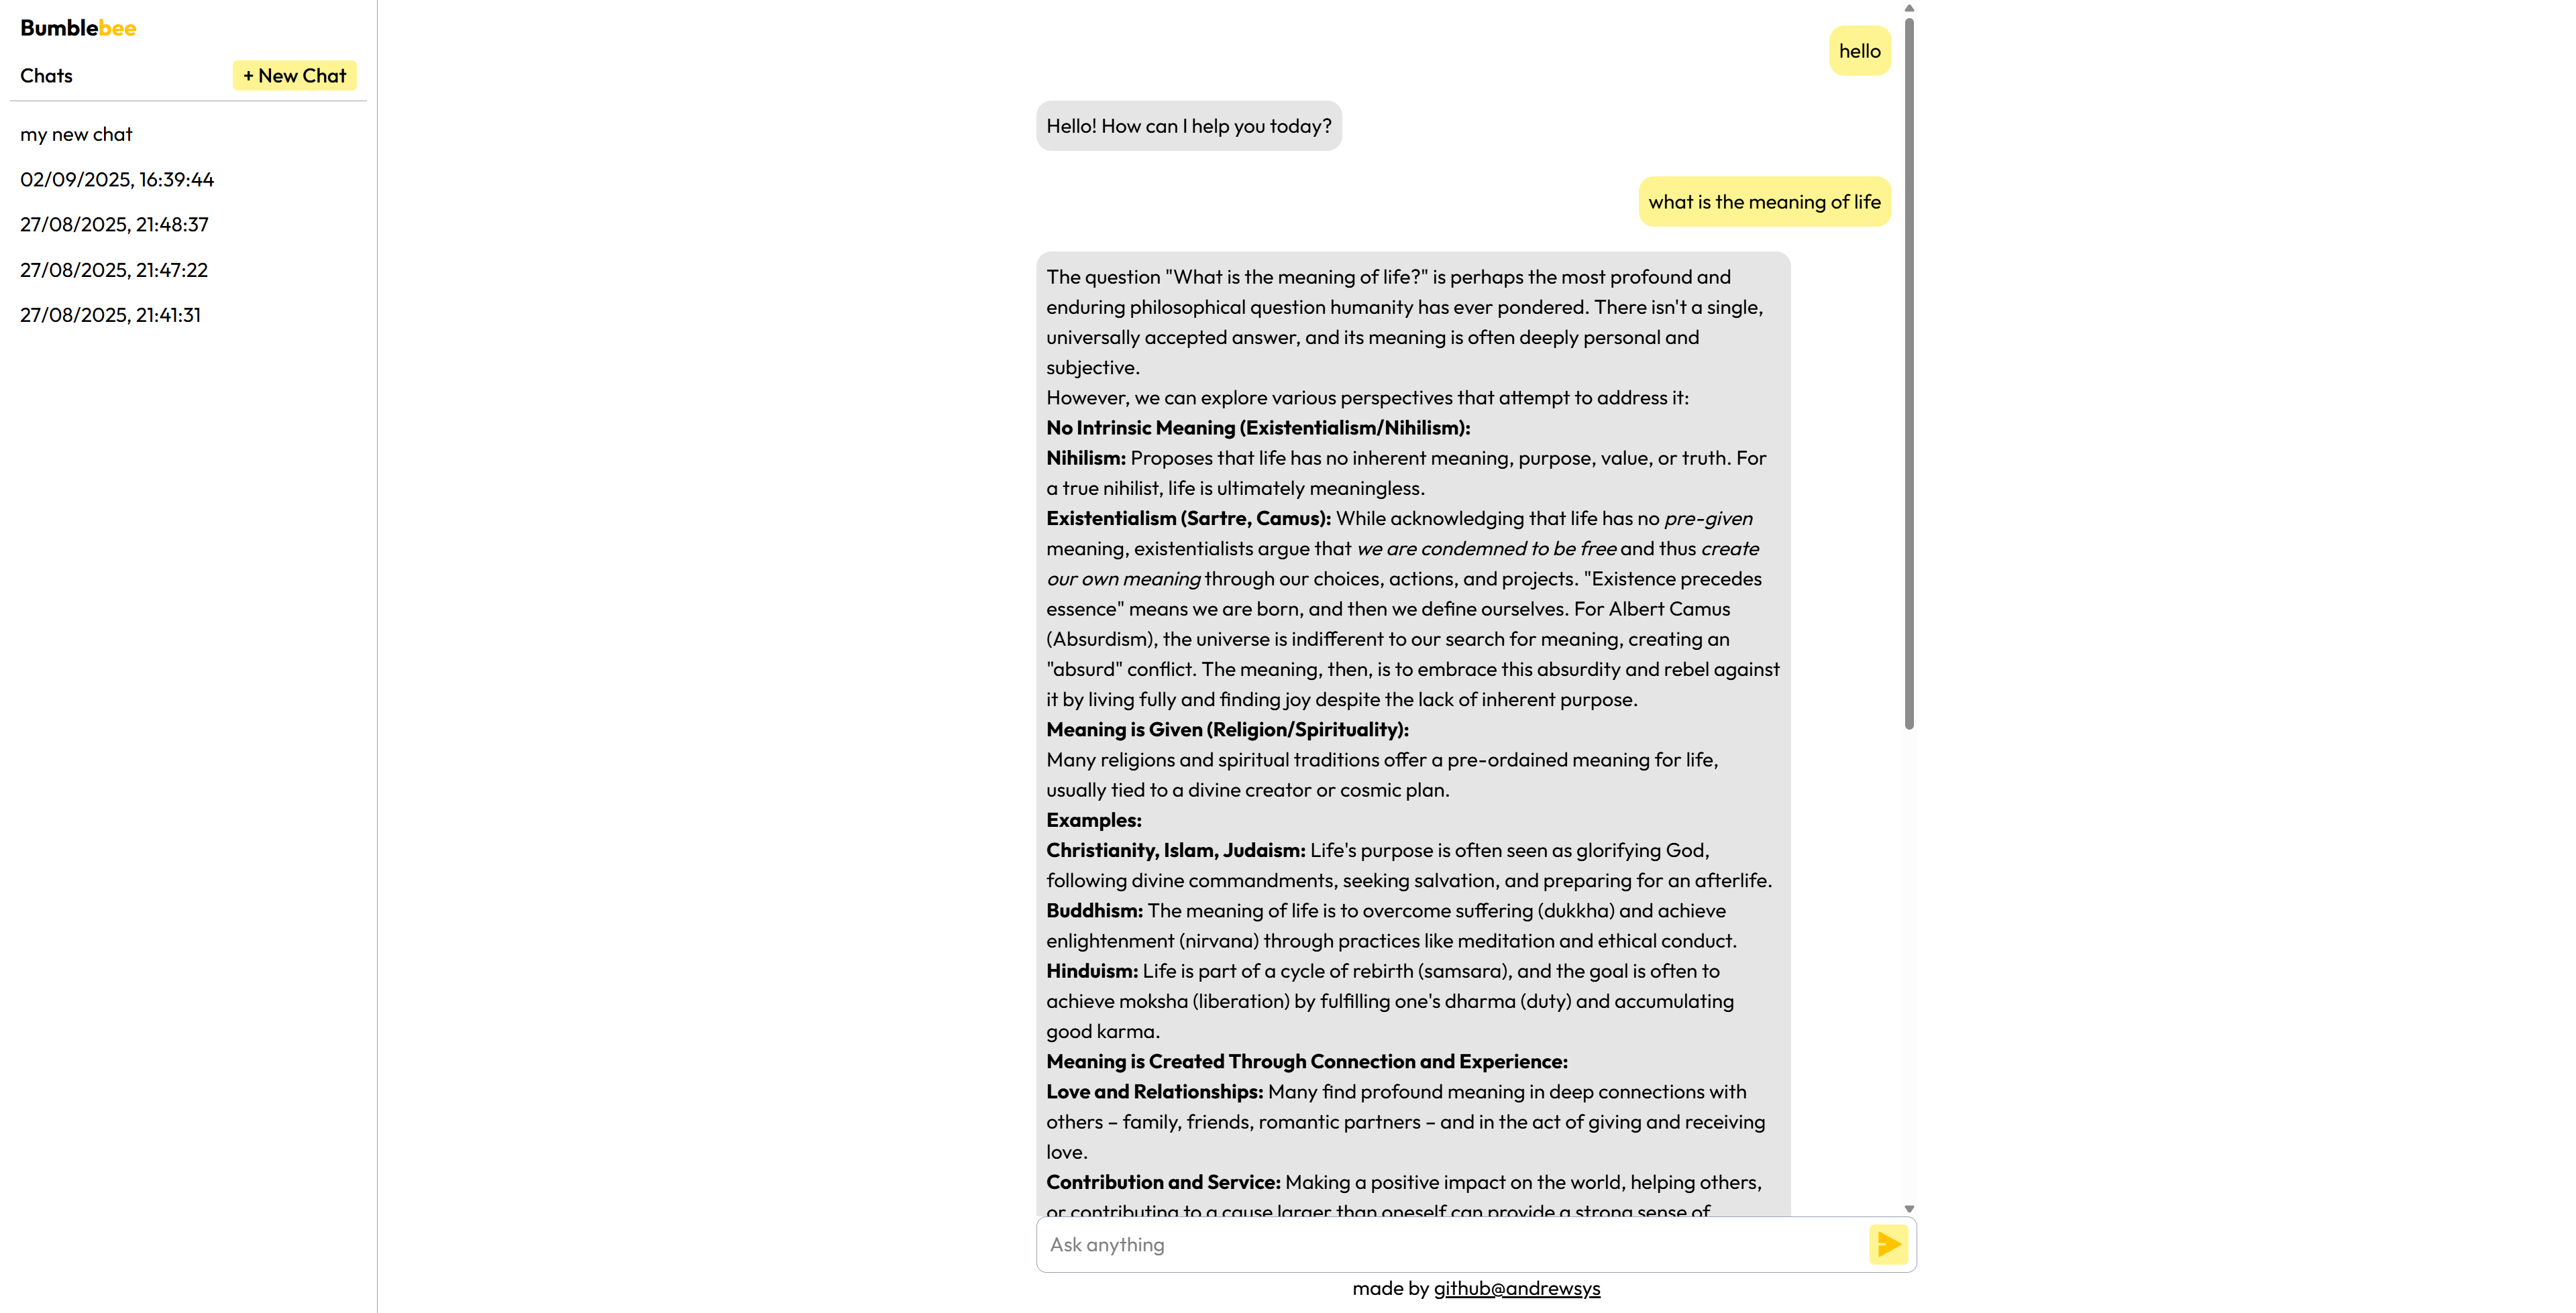 Bumblebee
Chats
+ New Chat
my new chat
02/09/2025, 16:39:44
27/08/2025, 21:48:37
27/08/2025, 21:47:22
27/08/2025, 21:41:31
hello
Hello! How can I help you today?
what is the meaning of life
The question "What is the meaning of life?" is perhaps the most profound and
enduring philosophical question humanity has ever pondered. There isn't a single,
universally accepted answer, and its meaning is often deeply personal and
subjective.
However, we can explore various perspectives that attempt to address it:
No Intrinsic Meaning (Existentialism/Nihilism):
Nihilism: Proposes that life has no inherent meaning, purpose, value, or truth. For
a true nihilist, life is ultimately meaningless.
Existentialism (Sartre, Camus): While acknowledging that life has no pre-given
meaning, existentialists argue that we are condemned to be free and thus create
our own meaning through our choices, actions, and projects. "Existence precedes
essence" means we are born, and then we define ourselves. For Albert Camus
(Absurdism), the universe is indifferent to our search for meaning, creating an
"absurd" conflict. The meaning, then, is to embrace this absurdity and rebel against
it by living fully and finding joy despite the lack of inherent purpose.
Meaning is Given (Religion/Spirituality):
Many religions and spiritual traditions offer a pre-ordained meaning for life,
usually tied to a divine creator or cosmic plan.
Examples:
Christianity, Islam, Judaism: Life's purpose is often seen as glorifying God,
following divine commandments, seeking salvation, and preparing for an afterlife.
Buddhism: The meaning of life is to overcome suffering (dukkha) and achieve
enlightenment (nirvana) through practices like meditation and ethical conduct.
Hinduism: Life is part of a cycle of rebirth (samsara), and the goal is often to
achieve moksha (liberation) by fulfilling one's dharma (duty) and accumulating
good karma.
Meaning is Created Through Connection and Experience:
Love and Relationships: Many find profound meaning in deep connections with
others – family, friends, romantic partners – and in the act of giving and receiving
love.
Contribution and Service: Making a positive impact on the world, helping others,
or contributing to a cause larger than oneself can provide a strong sense of
Ask anything
made by github@andrewsys